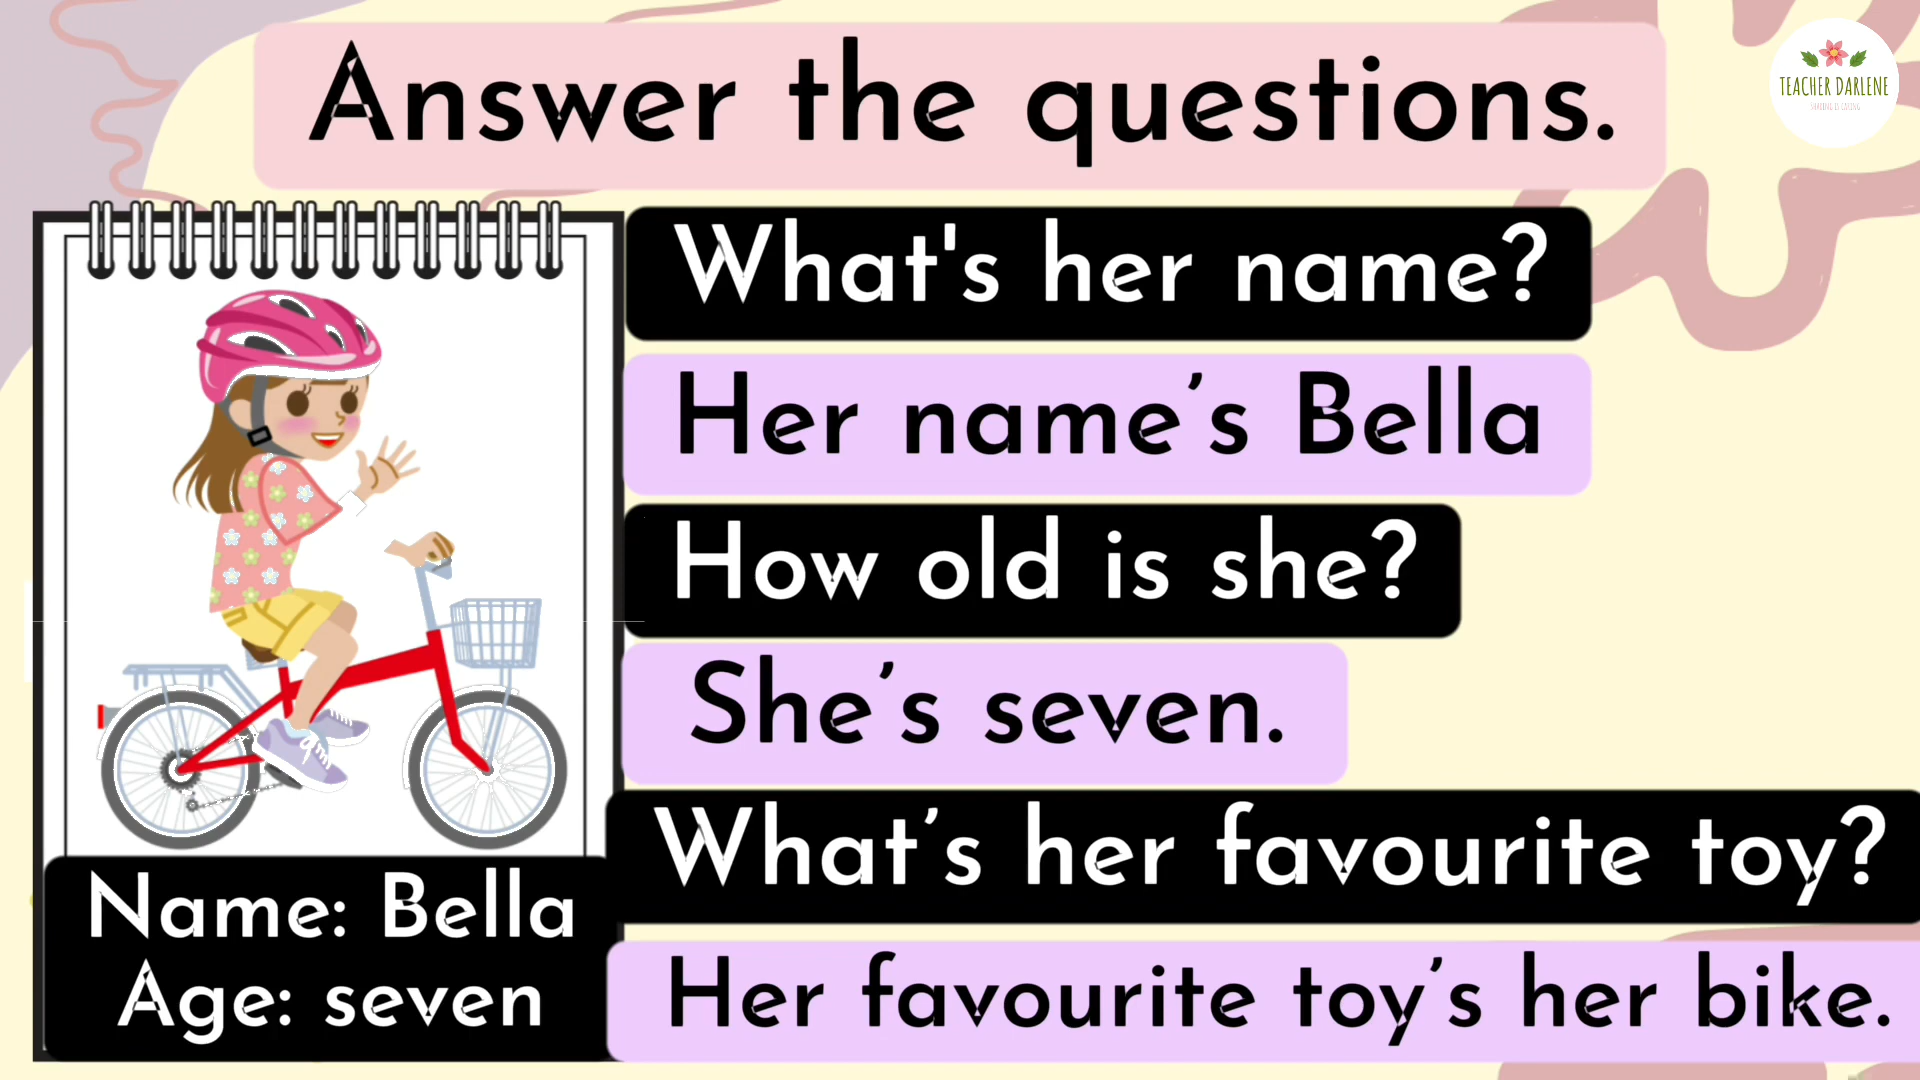 Answer the questions.
TEACHER DARLENE
What's her name?
Her name’s Bella
How old is she?
She’s seven.
What’s her favourite toy?
Her favourite toy’s her bike.
Name: Bella
Age: seven